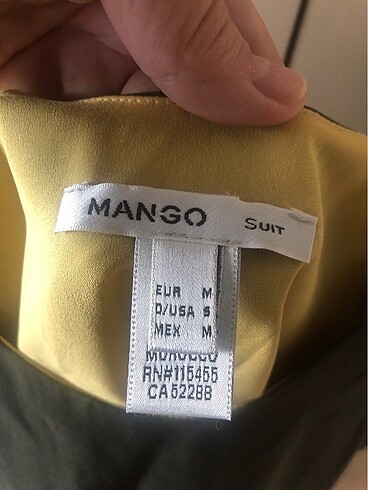 MANGO SUIT
EUR M
D/USA S
MEX M
MOROCCO
RN#115455
CA52288